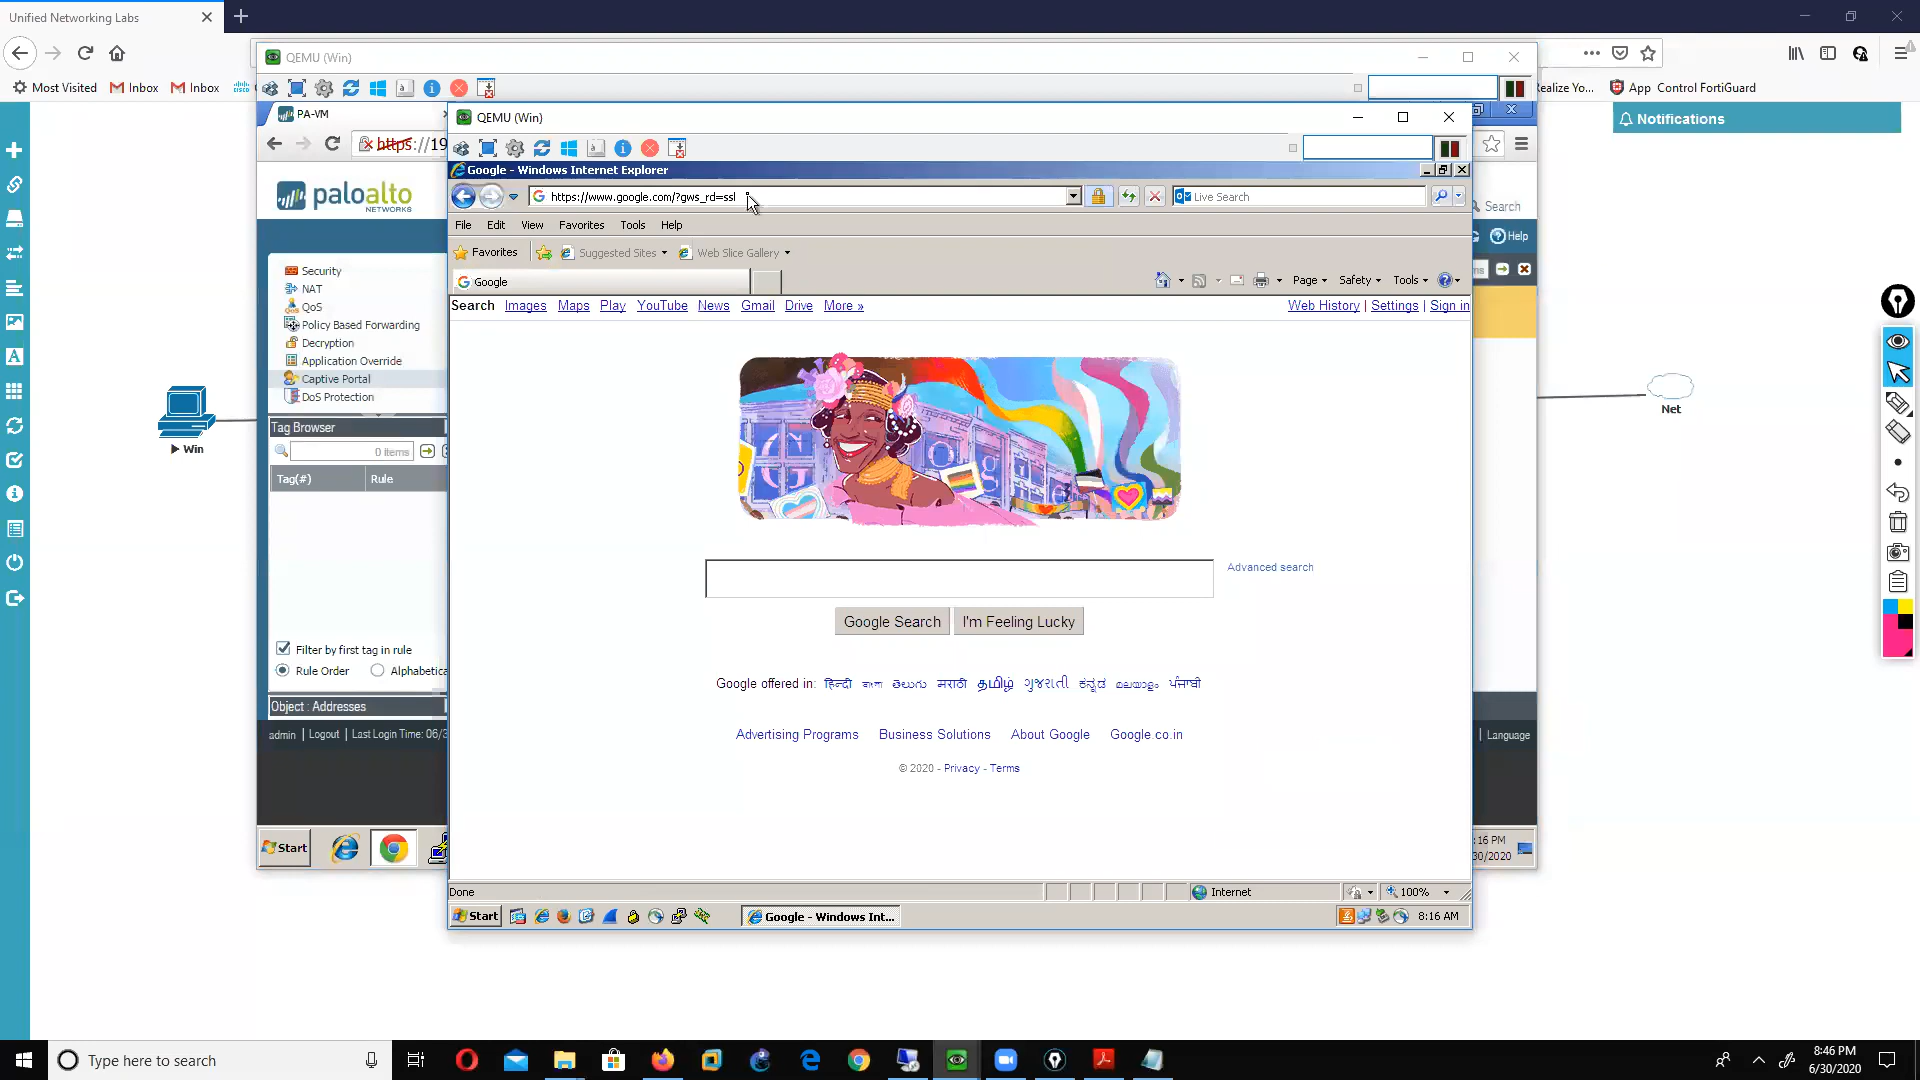 Unified Networking Labs
Most Visited
Inbox
Inbox
ealize Yo...
App Control FortiGuard
QEMU (Win)
Notifications
PA-VM
https://19
QEMU (Win)
Google - Windows Internet Explorer
https://www.google.com/?gws_rd=ssl
Live Search
File Edit View Favorites Tools Help
Favorites
Suggested Sites
Web Slice Gallery
Google
Page
Safety
Tools
Search
Help
paloalto
NETWORKS
Search Images Maps Play YouTube News Gmail Drive More »
Web History | Settings | Sign in
Security
NAT
QoS
Policy Based Forwarding
Decryption
Application Override
Captive Portal
DoS Protection
Tag Browser
0 items
Tag(#)
Rule
Filter by first tag in rule
Rule Order
Alphabetica
Object : Addresses
admin | Logout | Last Login Time: 06/3
Win
Net
Advanced search
Google Search
I'm Feeling Lucky
Google offered in: हिन्दी বাংলা తెలుగు मराठी தமிழ் ગુજરાતી ಕನ್ನಡ മലയാളം ਪੰਜਾਬੀ
Advertising Programs
Business Solutions
About Google
Google.co.in
© 2020 - Privacy - Terms
Language
Start
:16 PM
30/2020
Done
Internet
100%
Start
Google - Windows Int...
8:16 AM
Type here to search
8:46 PM
6/30/2020